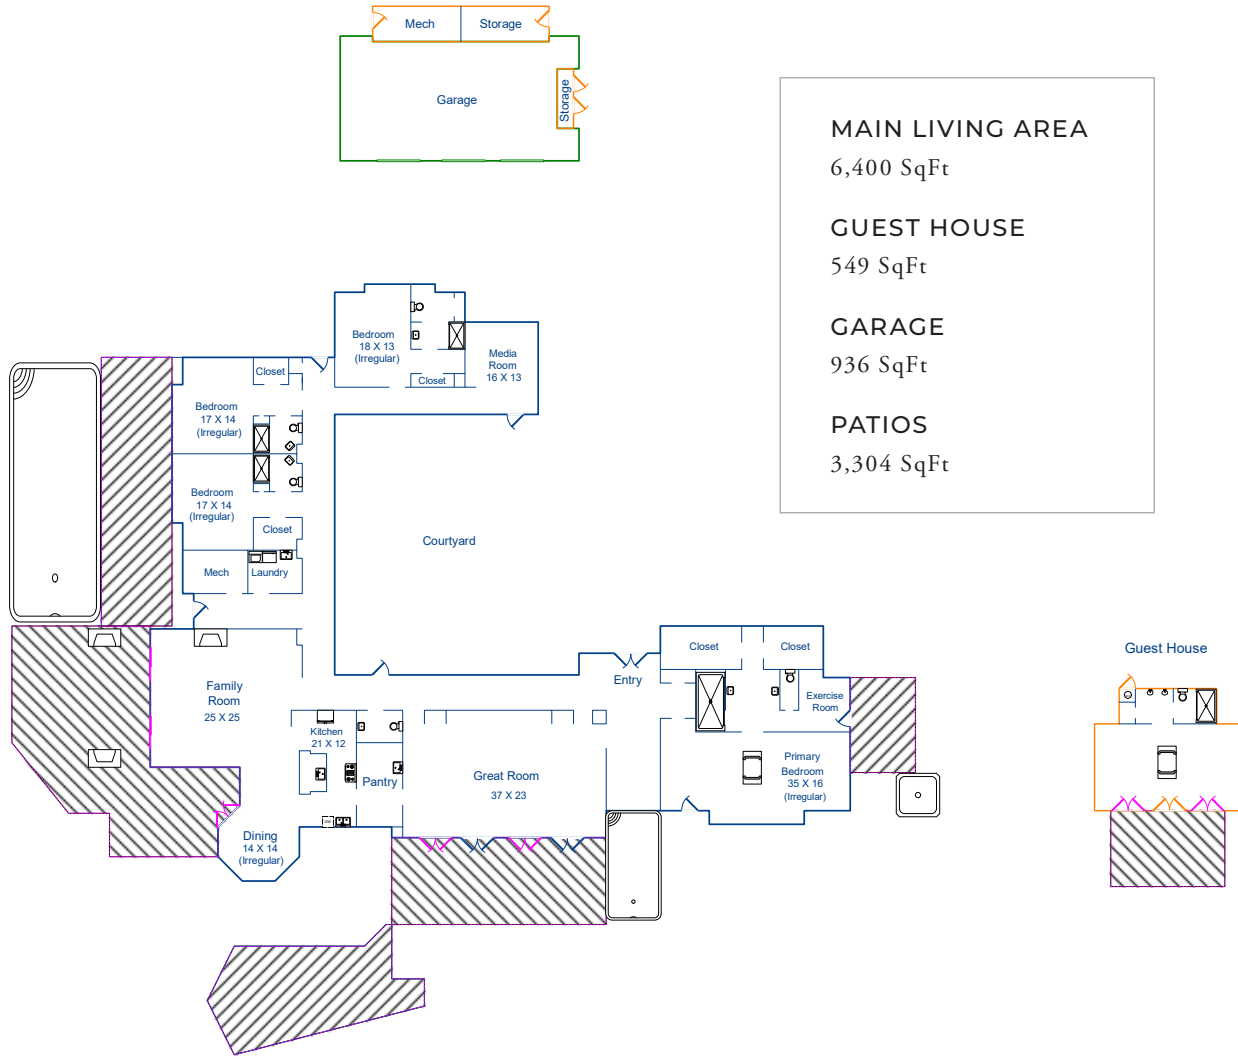 Mech
Storage
Garage
Storage
MAIN LIVING AREA
6,400 SqFt
GUEST HOUSE
549 SqFt
GARAGE
936 SqFt
PATIOS
3,304 SqFt
Bedroom
18 X 13
(Irregular)
Closet
Media
Room
16 X 13
Closet
Bedroom
17 X 14
(Irregular)
Bedroom
17 X 14
(Irregular)
Closet
Mech
Laundry
Courtyard
Entry
Closet
Closet
Exercise
Room
Guest House
Family
Room
25 X 25
Kitchen
21 X 12
Pantry
Great Room
37 X 23
Primary
Bedroom
35 X 16
(Irregular)
Dining
14 X 14
(Irregular)